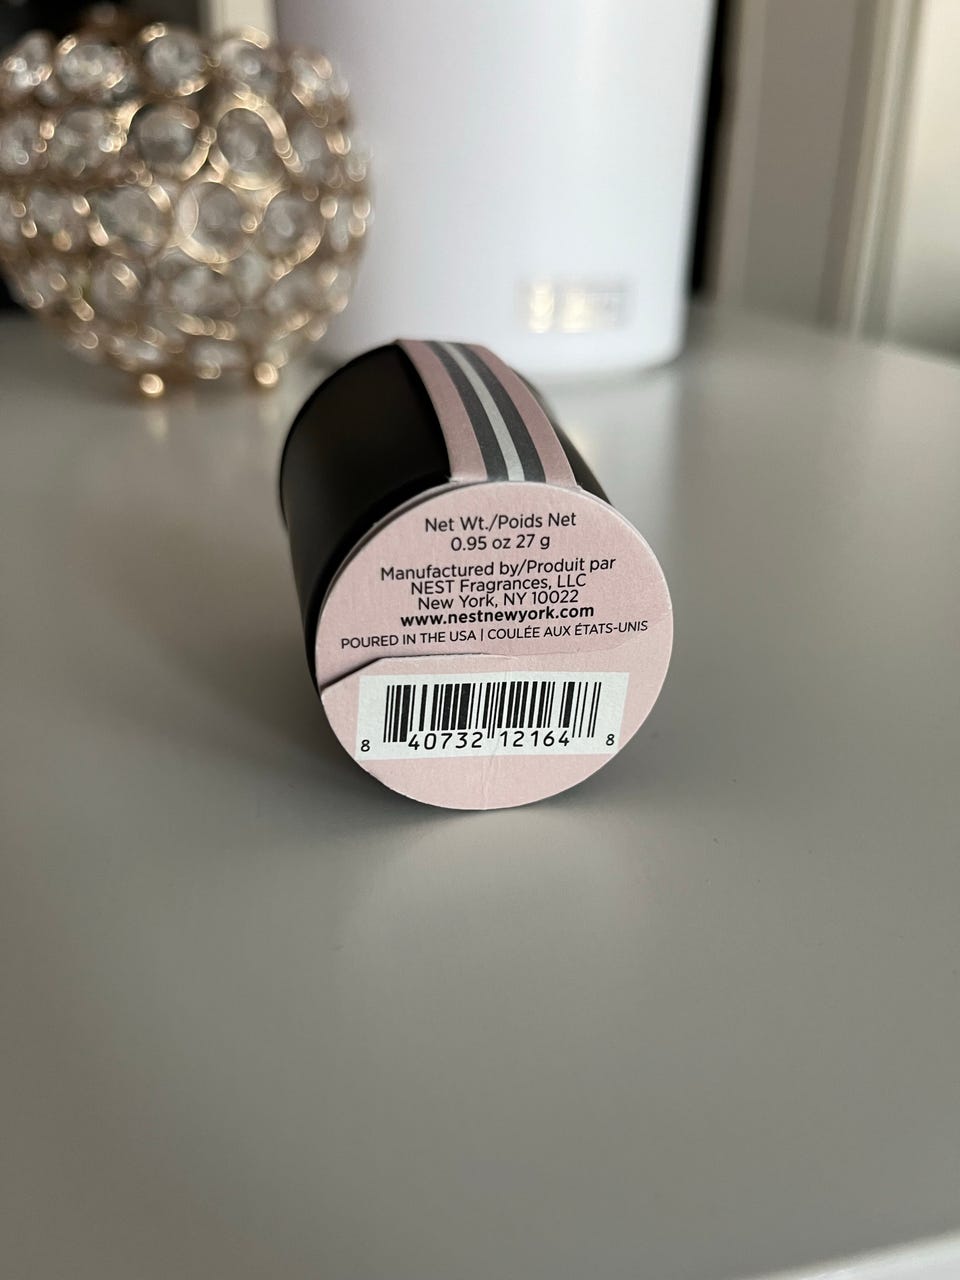 Net Wt./Poids Net
0.95 oz 27 g
Manufactured by/Produit par
NEST Fragrances, LLC
New York, NY 10022
www.nestnewyork.com
POURED IN THE USA | COULÉE AUX ÉTATS-UNIS
8 40732 12164 8